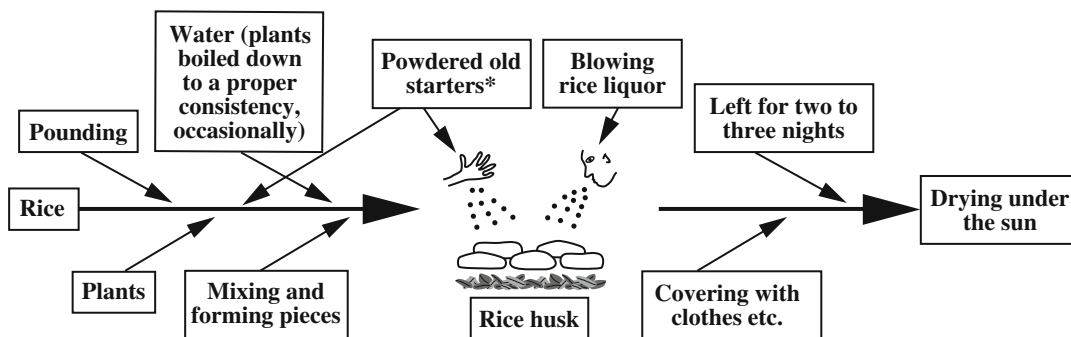 Water (plants
boiled down
to a proper
consistency,
occasionally)
Powdered old
starters*
Blowing
rice liquor
Left for two to
three nights
Pounding
Rice
Drying under
the sun
Plants
Mixing and
forming pieces
Rice husk
Covering with
clothes etc.